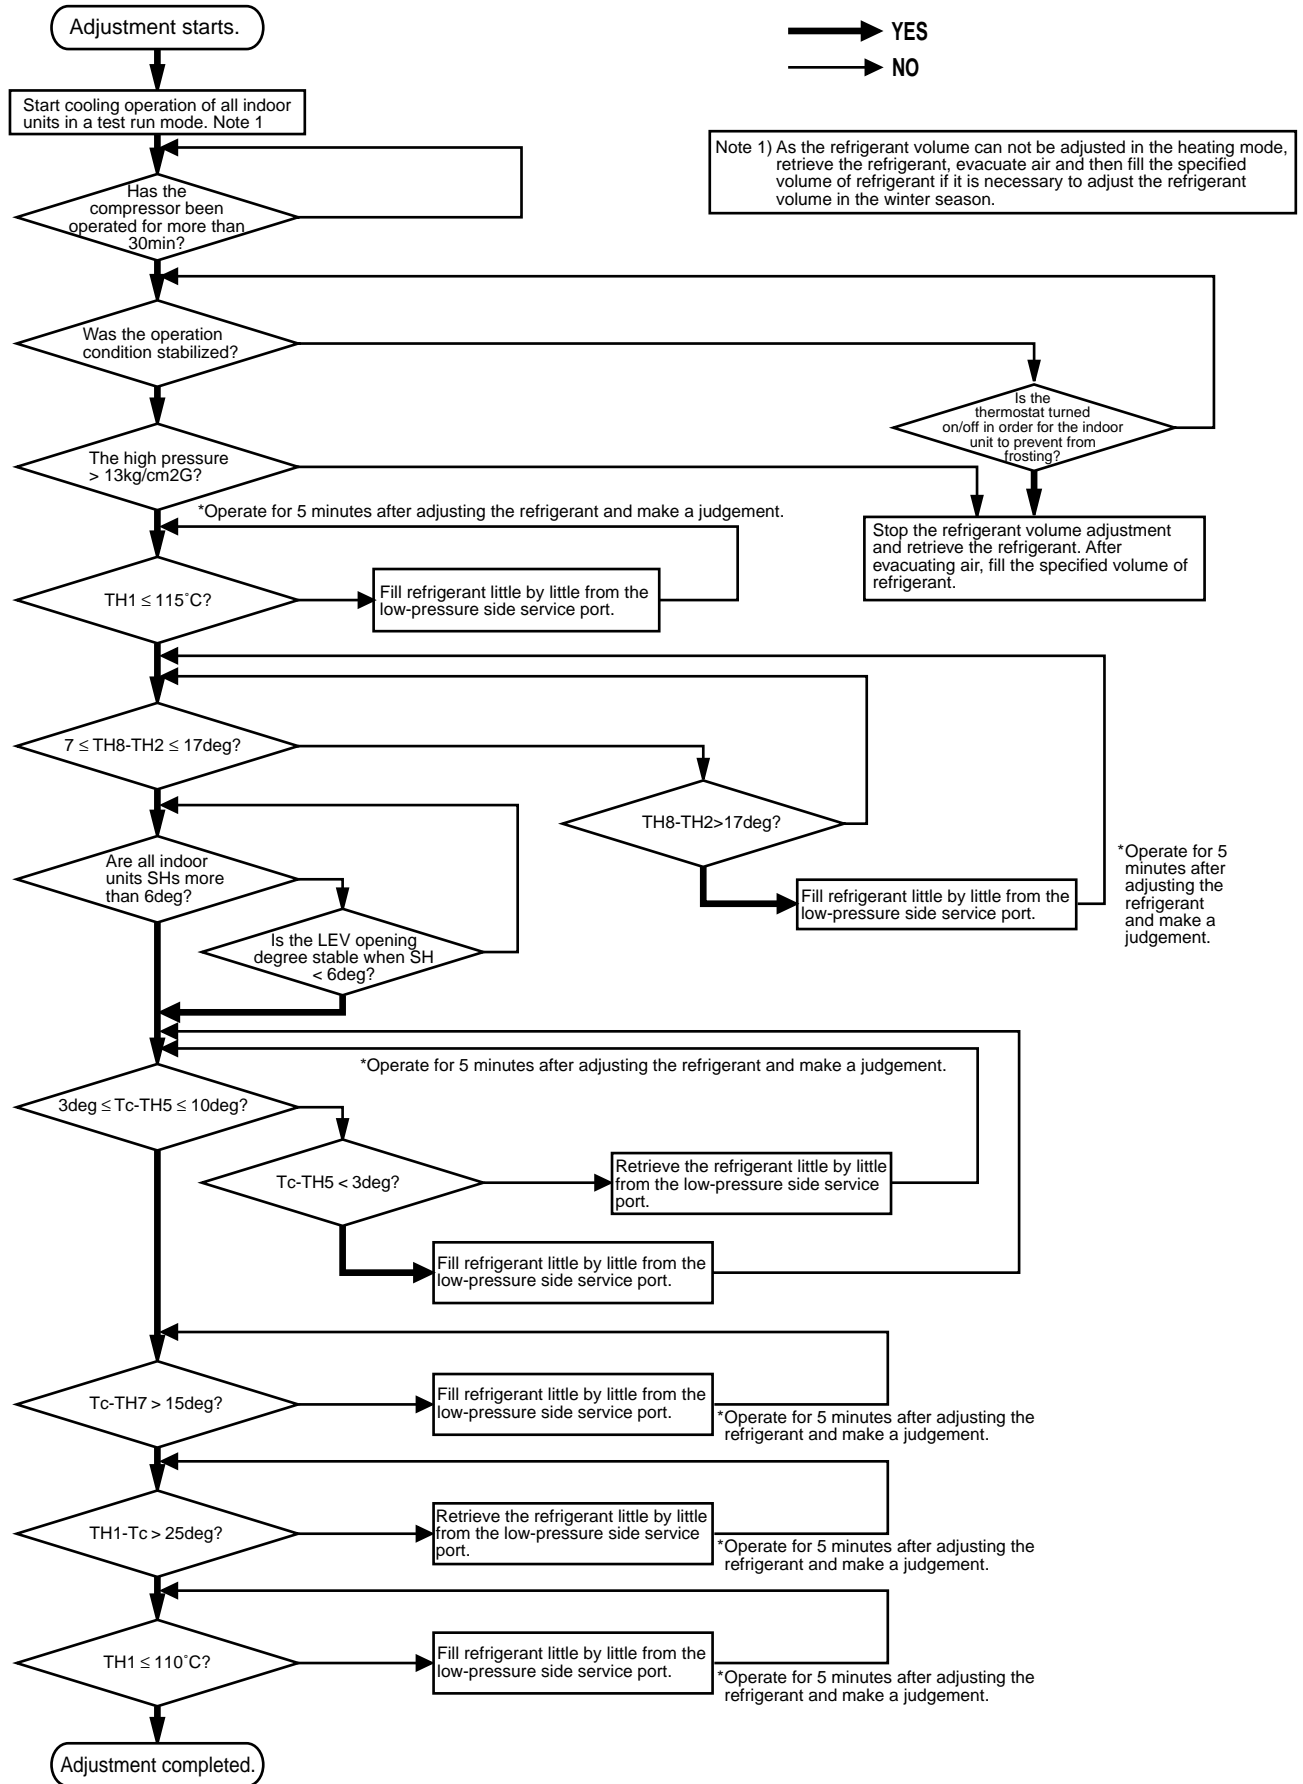 Adjustment starts.
YES
NO
Start cooling operation of all indoor
units in a test run mode. Note 1
Note 1) As the refrigerant volume can not be adjusted in the heating mode,
retrieve the refrigerant, evacuate air and then fill the specified
volume of refrigerant if it is necessary to adjust the refrigerant
volume in the winter season.
Has the
compressor been
operated for more than
30min?
Was the operation
condition stabilized?
Is the
thermostat turned
on/off in order for the indoor
unit to prevent from
frosting?
The high pressure
> 13kg/cm2G?
*Operate for 5 minutes after adjusting the refrigerant and make a judgement.
Stop the refrigerant volume adjustment
and retrieve the refrigerant. After
evacuating air, fill the specified volume of
refrigerant.
TH1 ≤ 115˚C?
Fill refrigerant little by little from the
low-pressure side service port.
7 ≤ TH8-TH2 ≤ 17deg?
TH8-TH2>17deg?
Fill refrigerant little by little from the
low-pressure side service port.
*Operate for 5
minutes after
adjusting the
refrigerant
and make a
judgement.
Are all indoor
units SHs more
than 6deg?
Is the LEV opening
degree stable when SH
< 6deg?
*Operate for 5 minutes after adjusting the refrigerant and make a judgement.
3deg ≤ Tc-TH5 ≤ 10deg?
Tc-TH5 < 3deg?
Retrieve the refrigerant little by little
from the low-pressure side service
port.
Fill refrigerant little by little from the
low-pressure side service port.
Tc-TH7 > 15deg?
Fill refrigerant little by little from the
low-pressure side service port.
*Operate for 5 minutes after adjusting the
refrigerant and make a judgement.
TH1-Tc > 25deg?
Retrieve the refrigerant little by little
from the low-pressure side service
port.
*Operate for 5 minutes after adjusting the
refrigerant and make a judgement.
TH1 ≤ 110˚C?
Fill refrigerant little by little from the
low-pressure side service port.
*Operate for 5 minutes after adjusting the
refrigerant and make a judgement.
Adjustment completed.